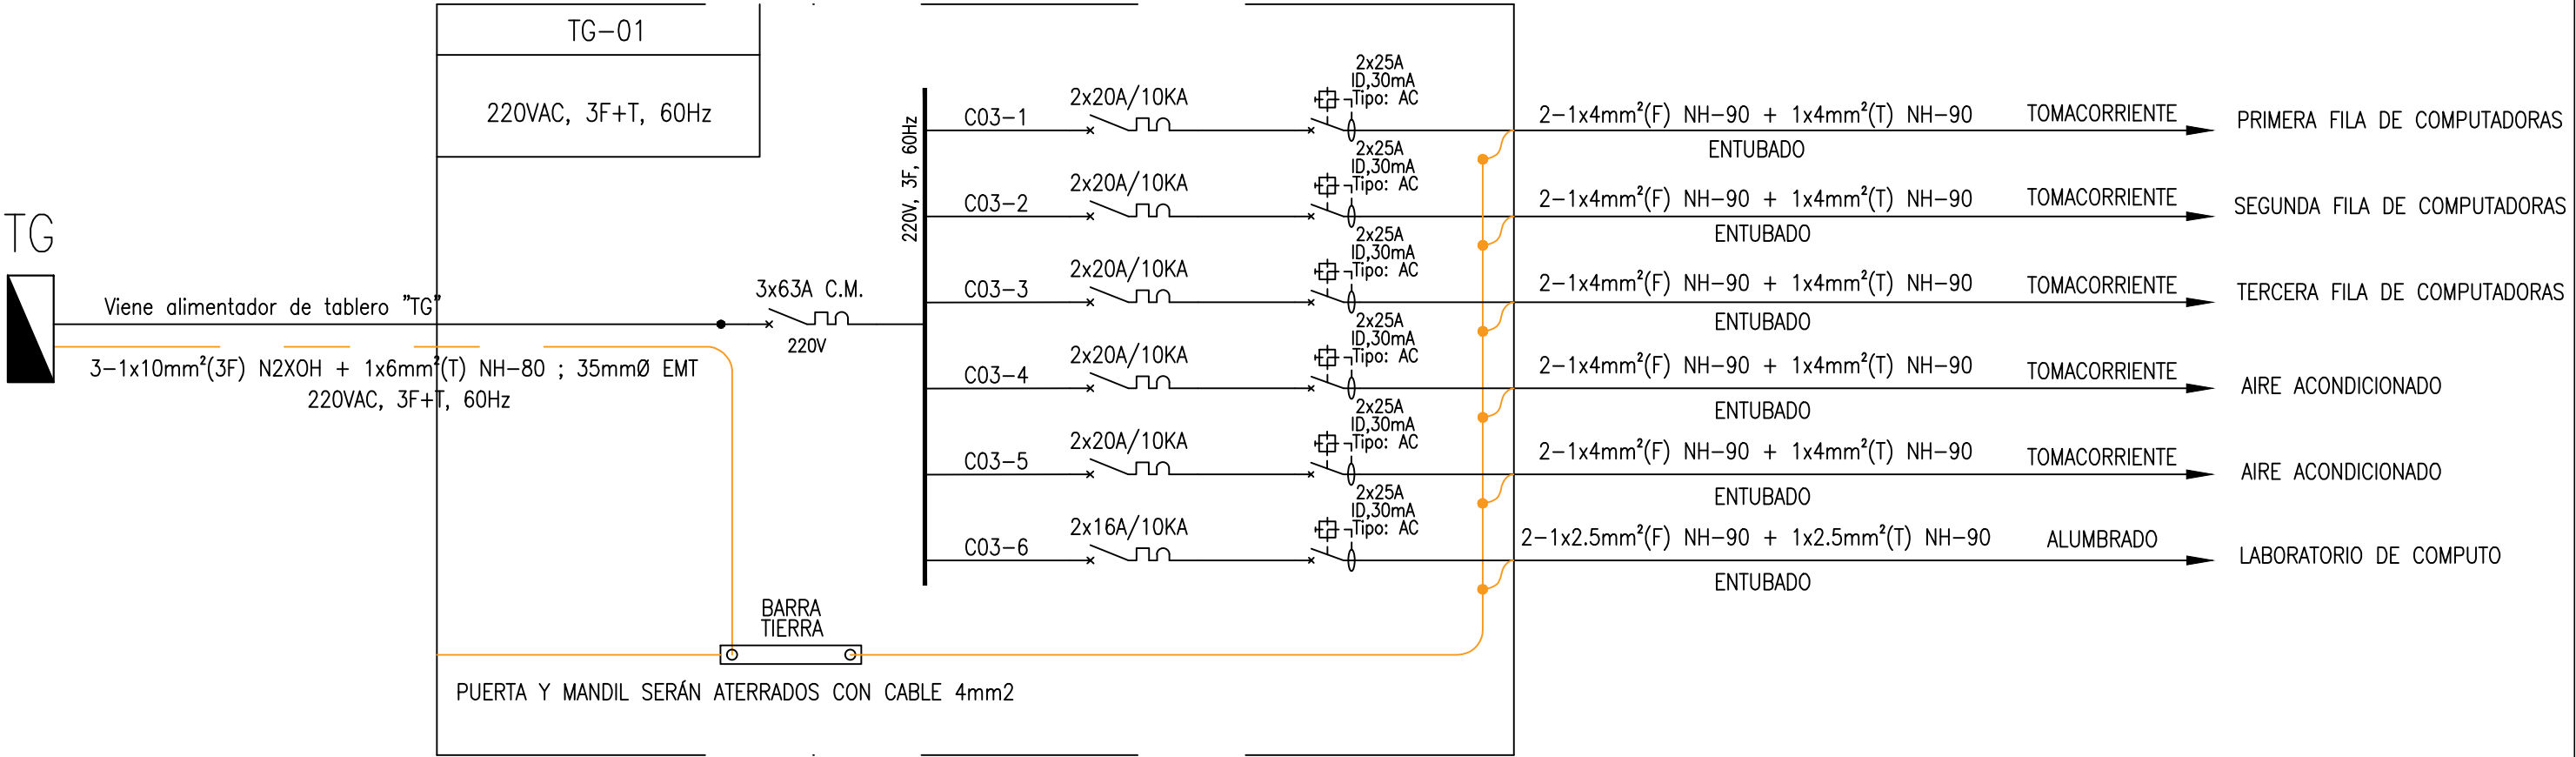 TG-01
220VAC, 3F+T, 60Hz
TG
Viene alimentador de tablero "TG"
3-1x10mm²(3F) N2XOH + 1x6mm²(T) NH-80 ; 35mmØ EMT
220VAC, 3F+T, 60Hz
3x63A C.M.
220V
220V, 3F, 60Hz
C03-1
2x20A/10KA
2x25A
ID,30mA
Tipo: AC
2-1x4mm²(F) NH-90 + 1x4mm²(T) NH-90
TOMACORRIENTE
ENTUBADO
PRIMERA FILA DE COMPUTADORAS
C03-2
2x20A/10KA
2x25A
ID,30mA
Tipo: AC
2-1x4mm²(F) NH-90 + 1x4mm²(T) NH-90
TOMACORRIENTE
ENTUBADO
SEGUNDA FILA DE COMPUTADORAS
C03-3
2x20A/10KA
2x25A
ID,30mA
Tipo: AC
2-1x4mm²(F) NH-90 + 1x4mm²(T) NH-90
TOMACORRIENTE
ENTUBADO
TERCERA FILA DE COMPUTADORAS
C03-4
2x20A/10KA
2x25A
ID,30mA
Tipo: AC
2-1x4mm²(F) NH-90 + 1x4mm²(T) NH-90
TOMACORRIENTE
ENTUBADO
AIRE ACONDICIONADO
C03-5
2x20A/10KA
2x25A
ID,30mA
Tipo: AC
2-1x4mm²(F) NH-90 + 1x4mm²(T) NH-90
TOMACORRIENTE
ENTUBADO
AIRE ACONDICIONADO
C03-6
2x16A/10KA
2x25A
ID,30mA
Tipo: AC
2-1x2.5mm²(F) NH-90 + 1x2.5mm²(T) NH-90
ALUMBRADO
ENTUBADO
LABORATORIO DE COMPUTO
BARRA
TIERRA
PUERTA Y MANDIL SERÁN ATERRADOS CON CABLE 4mm2